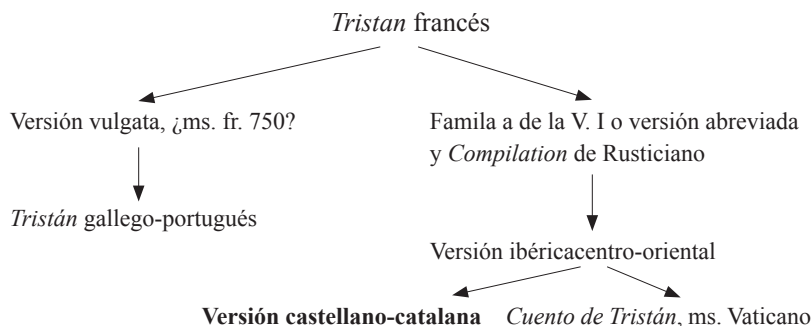 Tristan francés
Versión vulgata, ¿ms. fr. 750?
Famila a de la V. I o versión abreviada
y Compilation de Rusticiano
Tristán gallego-portugués
Versión ibéricacentro-oriental
Versión castellano-catalana
Cuento de Tristán, ms. Vaticano